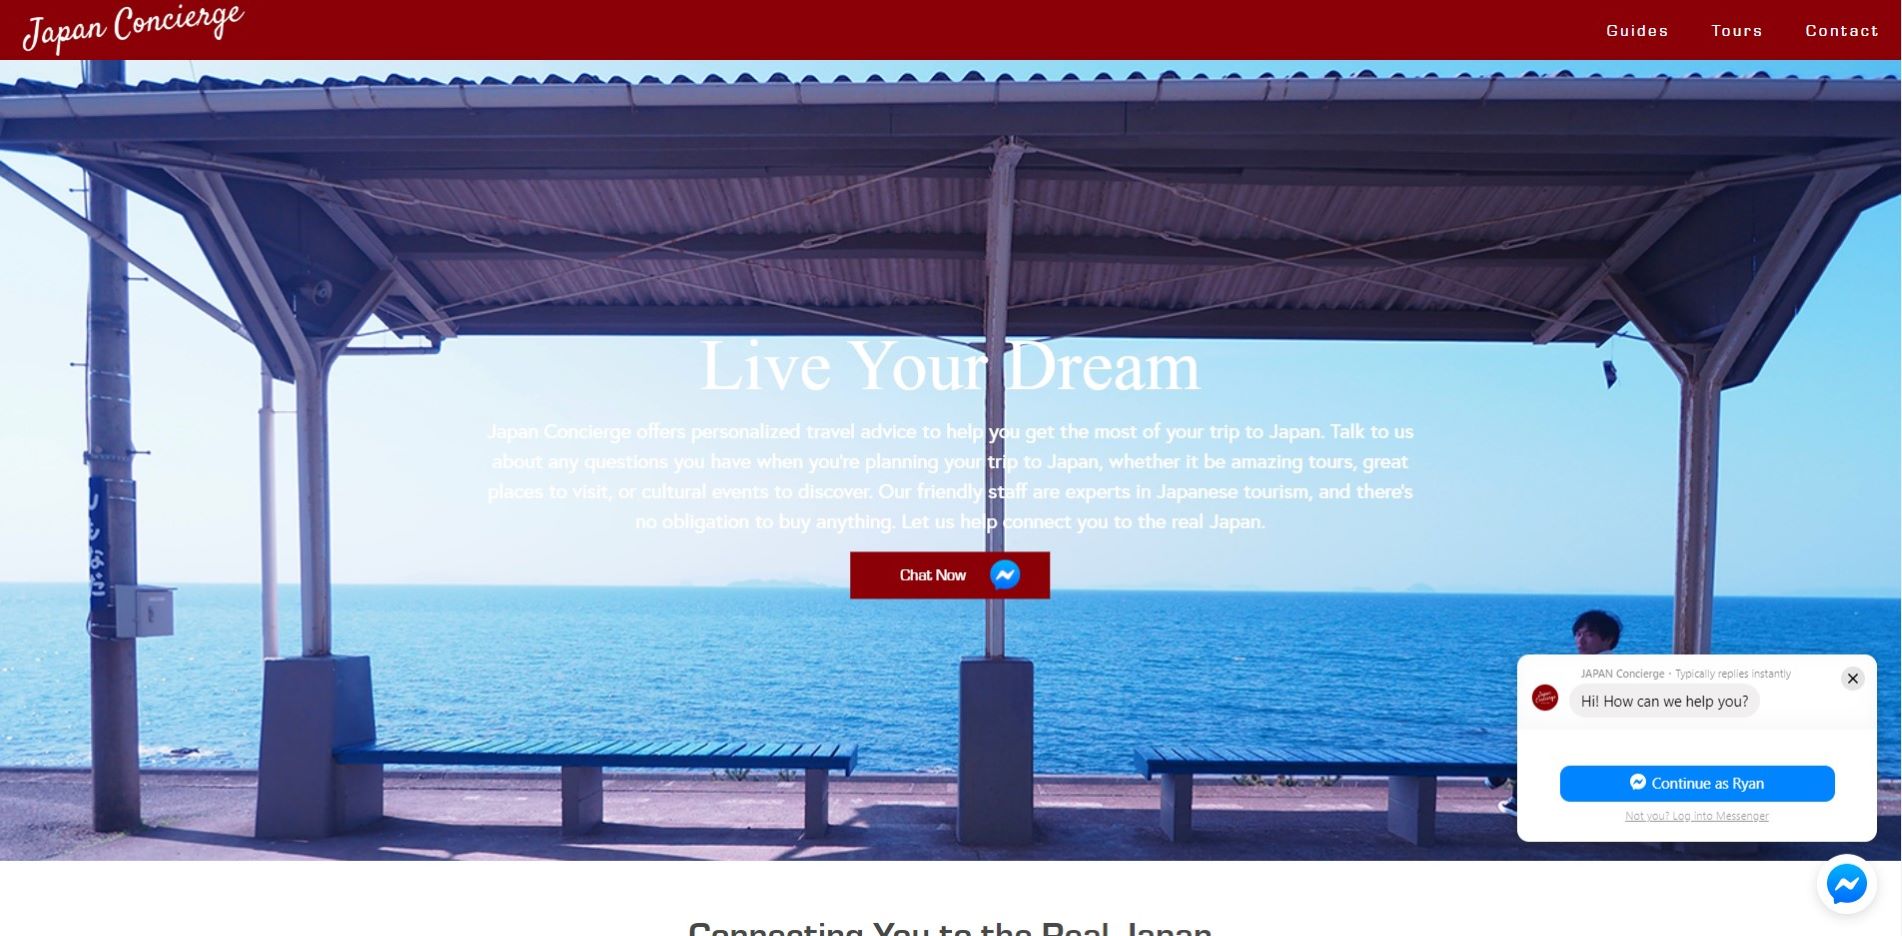 Japan Concierge
Guides
Tours
Contact
Live Your Dream
Japan Concierge offers personalized travel advice to help you get the most of your trip to Japan. Talk to us
about any questions you have when you're planning your trip to Japan, whether it be amazing tours, great
places to visit, or cultural events to discover. Our friendly staff are experts in Japanese tourism, and there's
no obligation to buy anything. Let us help connect you to the real Japan.
Chat Now
JAPAN Concierge • Typically replies instantly
Hi! How can we help you?
Continue as Ryan
Not you? Log into Messenger
Connecting You to the Real Japan